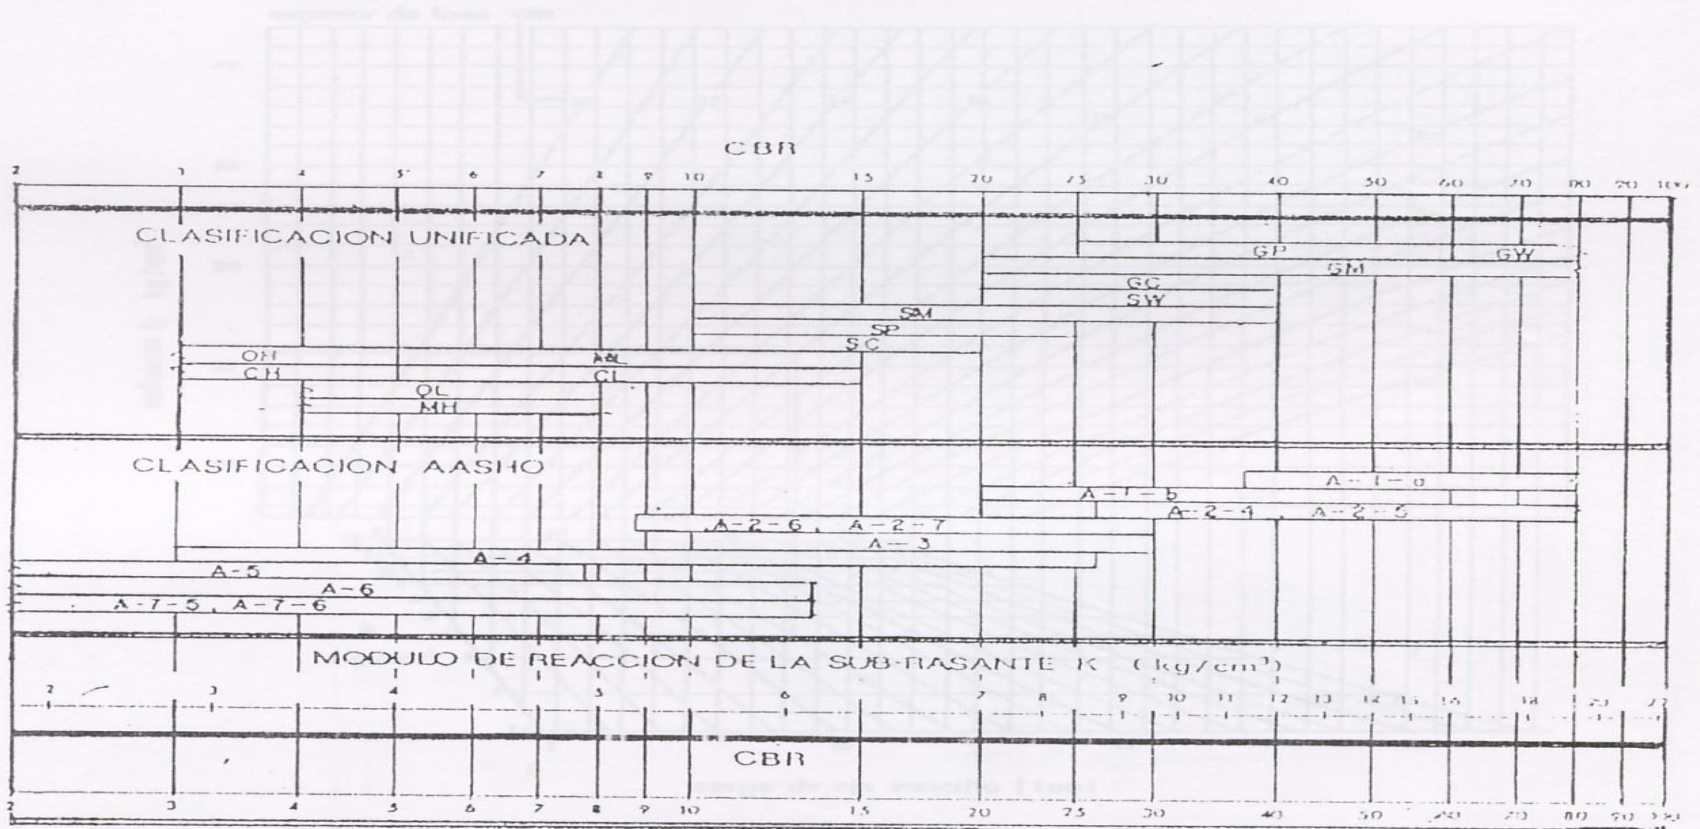 CBR
2 3 4 5 6 7 8 9 10 15 20 25 30 40 50 60 70 80 90 100
CLASIFICACION UNIFICADA
GP GW
GM
GC
SW
SM
SP
SC
OH ML
CH CL
OL
MH
CLASIFICACION AASHO
A-1-a
A-1-b
A-2-4, A-2-5
A-2-6, A-2-7
A-3
A-4
A-5
A-6
A-7-5, A-7-6
MODULO DE REACCION DE LA SUB-RASANTE K (kg/cm³)
2 3 4 5 6 7 8 9 10 11 12 13 14 15 16 18 20 22
CBR
2 3 4 5 6 7 8 9 10 15 20 25 30 40 50 60 70 80 90 100